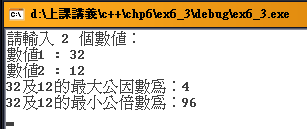 d:\上課講義\c++\chp6\ex6_3\debug\ex6_3.exe
請輸入 2 個數值：
數值1 : 32
數值2 : 12
32及12的最大公因數為：4
32及12的最小公倍數為：96